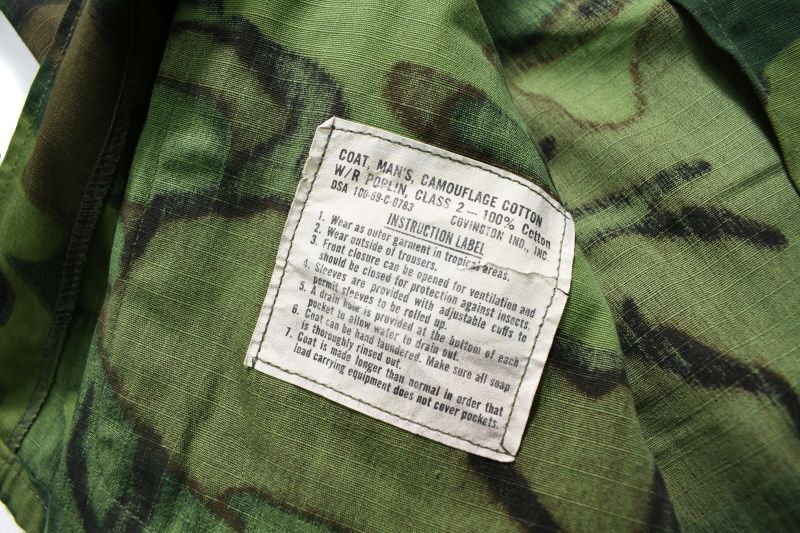 COAT, MAN'S, CAMOUFLAGE COTTON
W/R POPLIN, CLASS 2 — 100% Cotton
DSA 100-69-C-0783 COVINGTON IND., INC.
INSTRUCTION LABEL
1. Wear as outer garment in tropical areas.
2. Wear outside of trousers.
3. Front closure can be opened for ventilation and
should be closed for protection against insects.
4. Sleeves are provided with adjustable cuffs to
permit sleeves to be rolled up.
5. A drain hole is provided at the bottom of each
pocket to allow water to drain out.
6. Coat can be hand laundered. Make sure all soap
is thoroughly rinsed out.
7. Coat is made longer than normal in order that
load carrying equipment does not cover pockets.